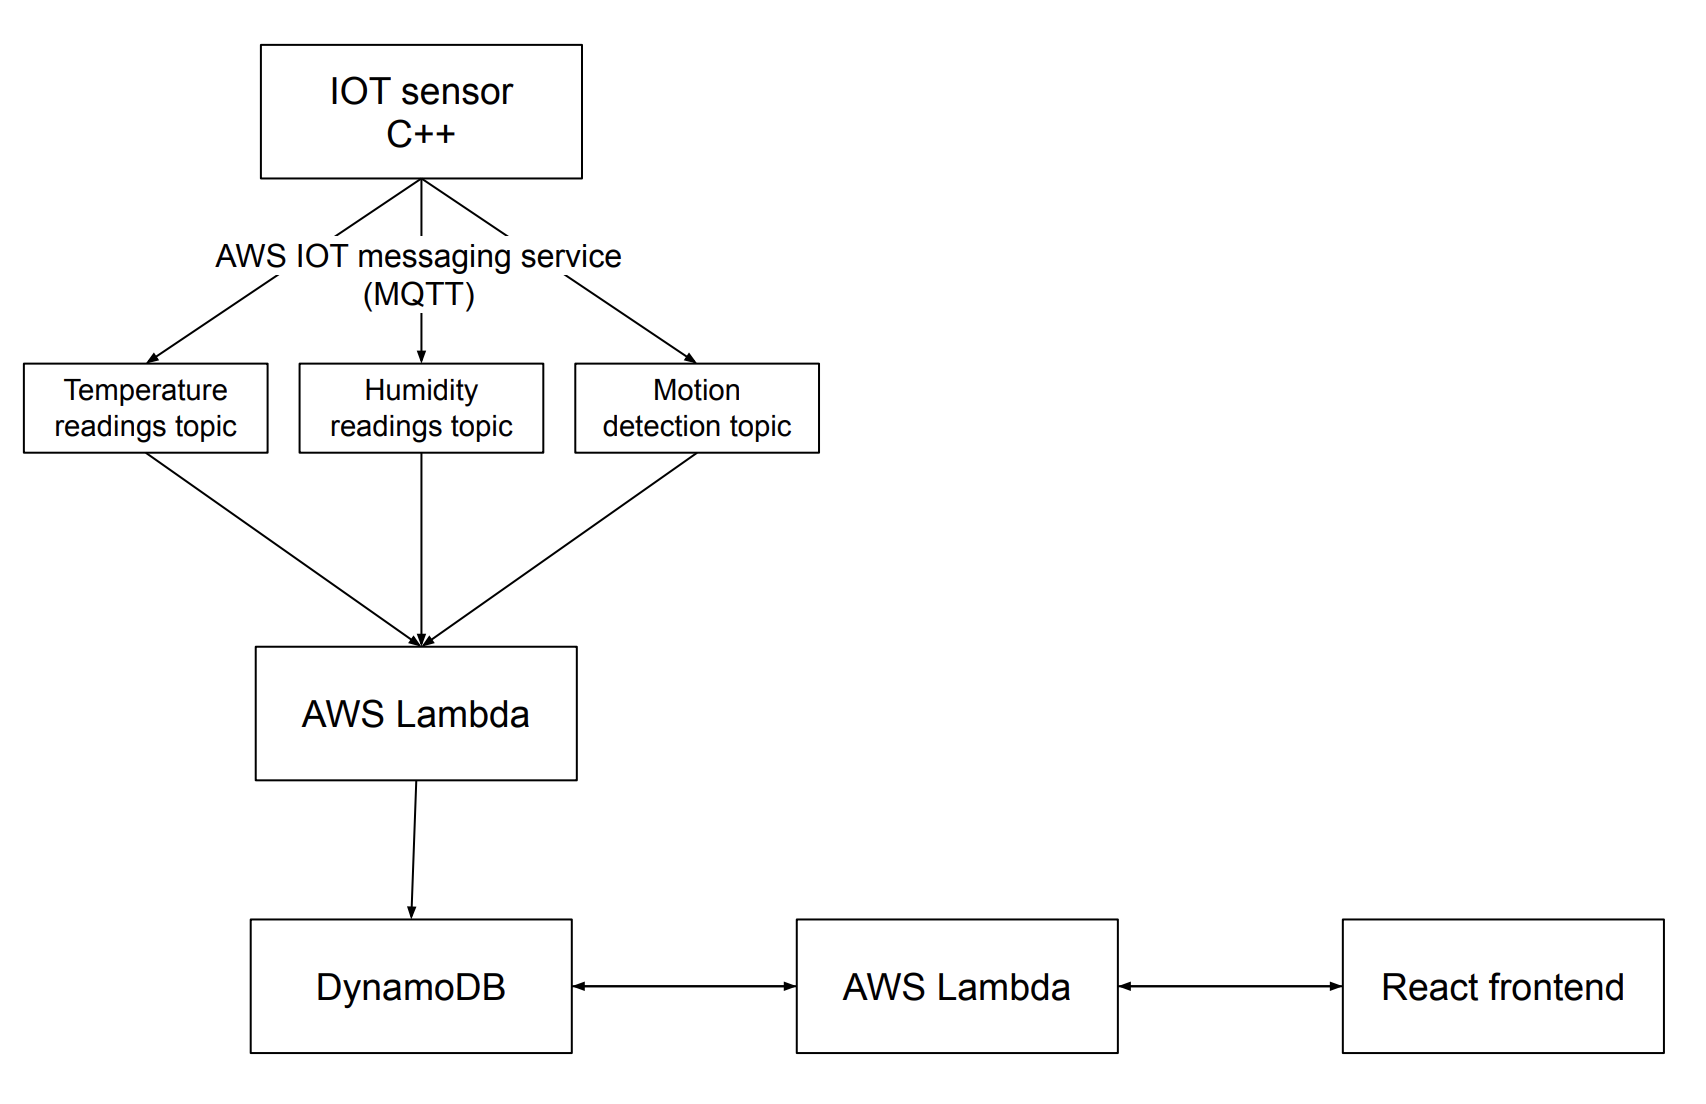 IOT sensor
C++
AWS IOT messaging service
(MQTT)
Temperature
readings topic
Humidity
readings topic
Motion
detection topic
AWS Lambda
DynamoDB
AWS Lambda
React frontend